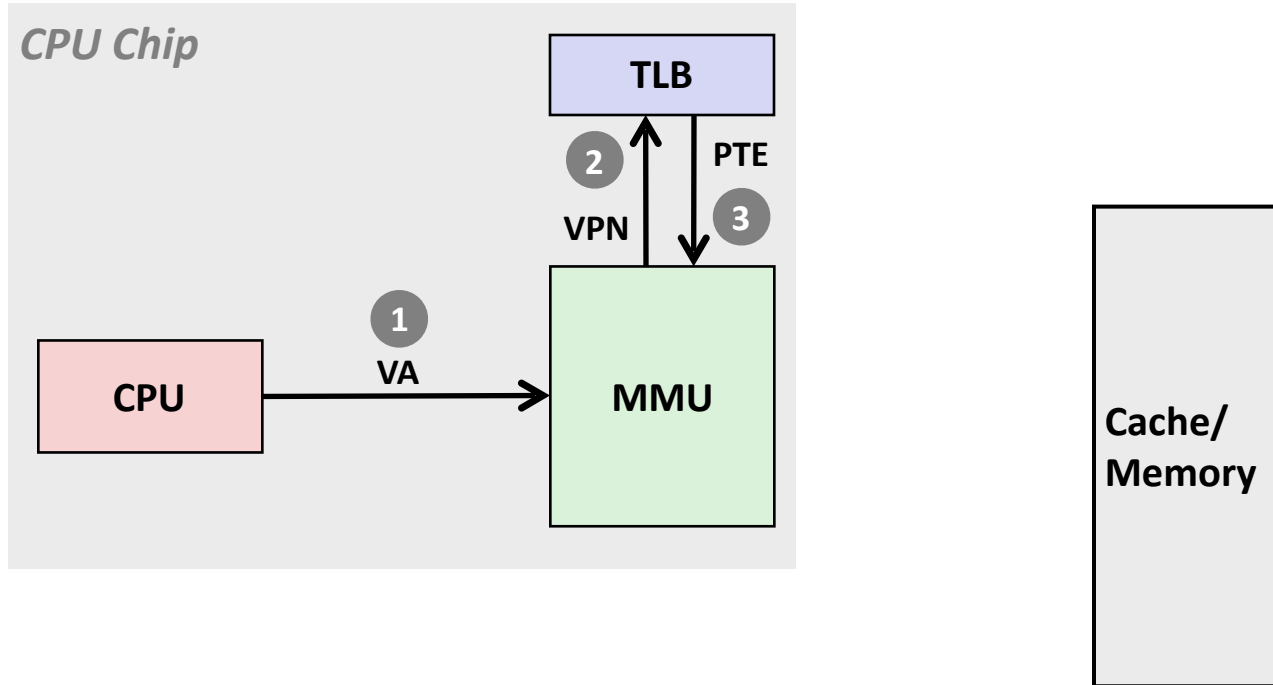 CPU Chip
TLB
2
PTE
VPN
3
1
VA
CPU
MMU
Cache/
Memory